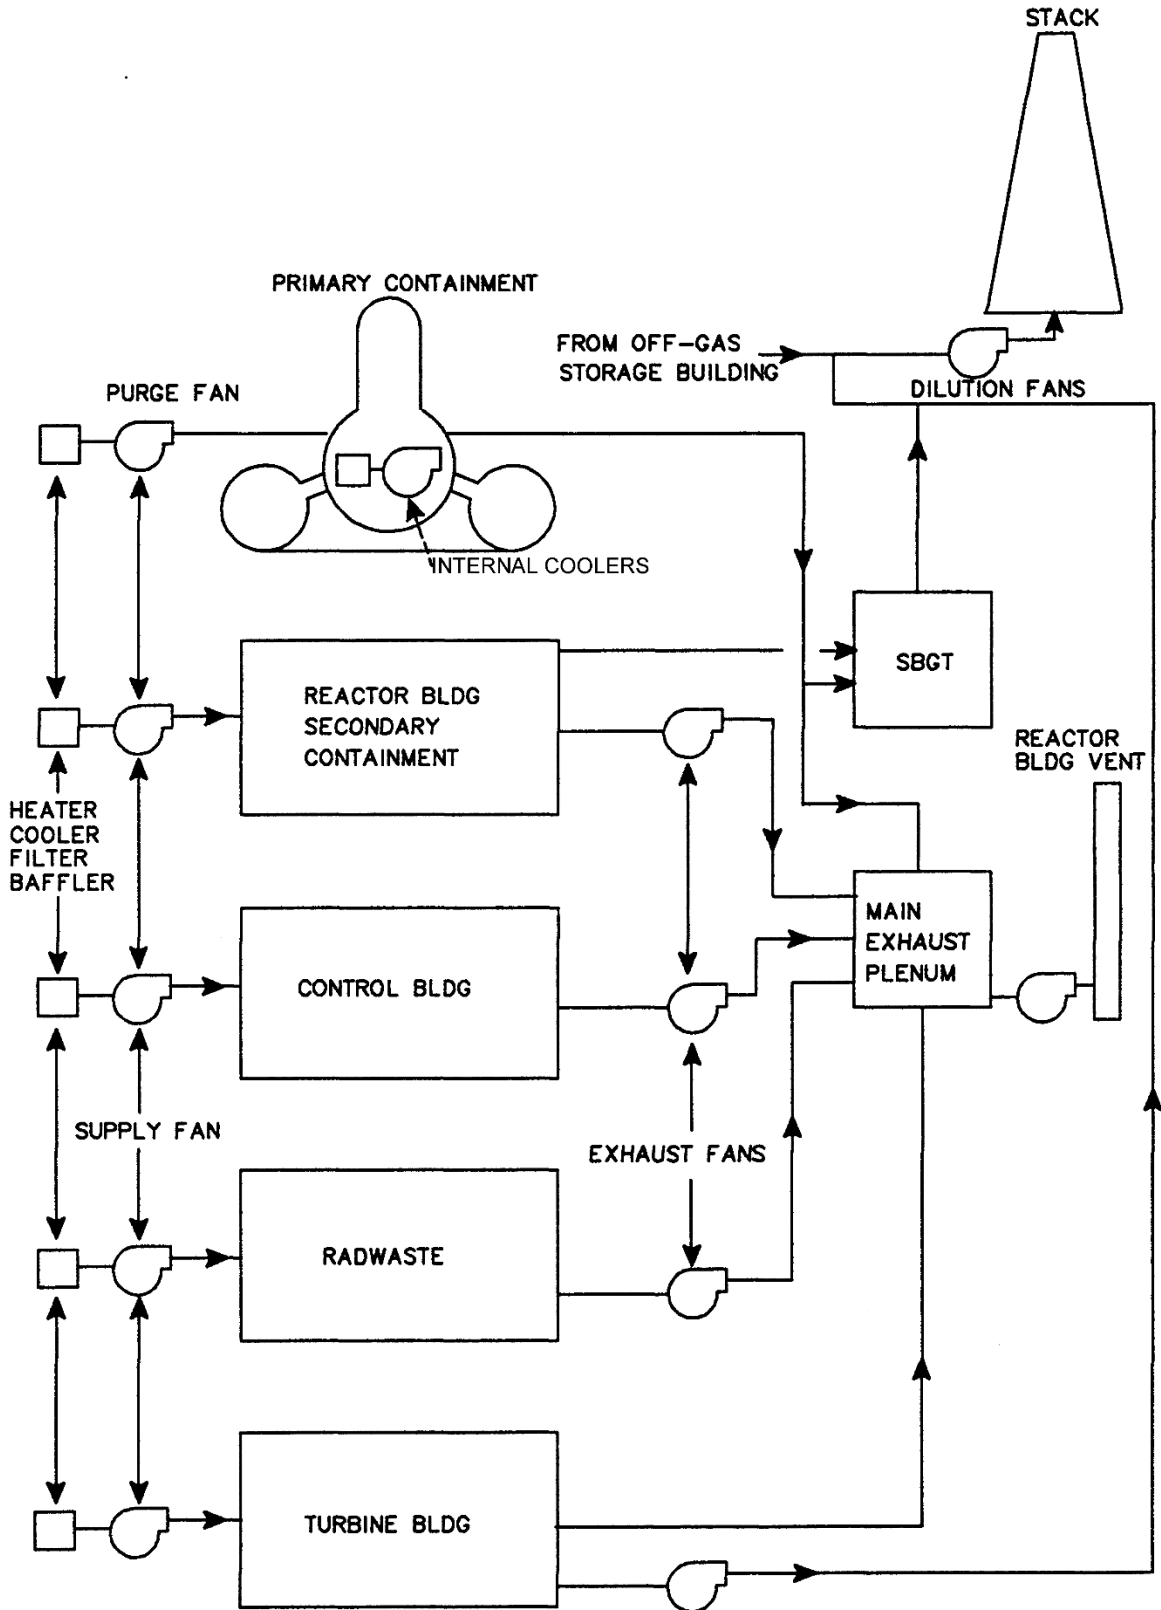 STACK
PRIMARY CONTAINMENT
FROM OFF-GAS
STORAGE BUILDING
DILUTION FANS
PURGE FAN
INTERNAL COOLERS
REACTOR BLDG
SECONDARY
CONTAINMENT
SBGT
REACTOR
BLDG VENT
HEATER
COOLER
FILTER
BAFFLER
MAIN
EXHAUST
PLENUM
CONTROL BLDG
SUPPLY FAN
EXHAUST FANS
RADWASTE
TURBINE BLDG